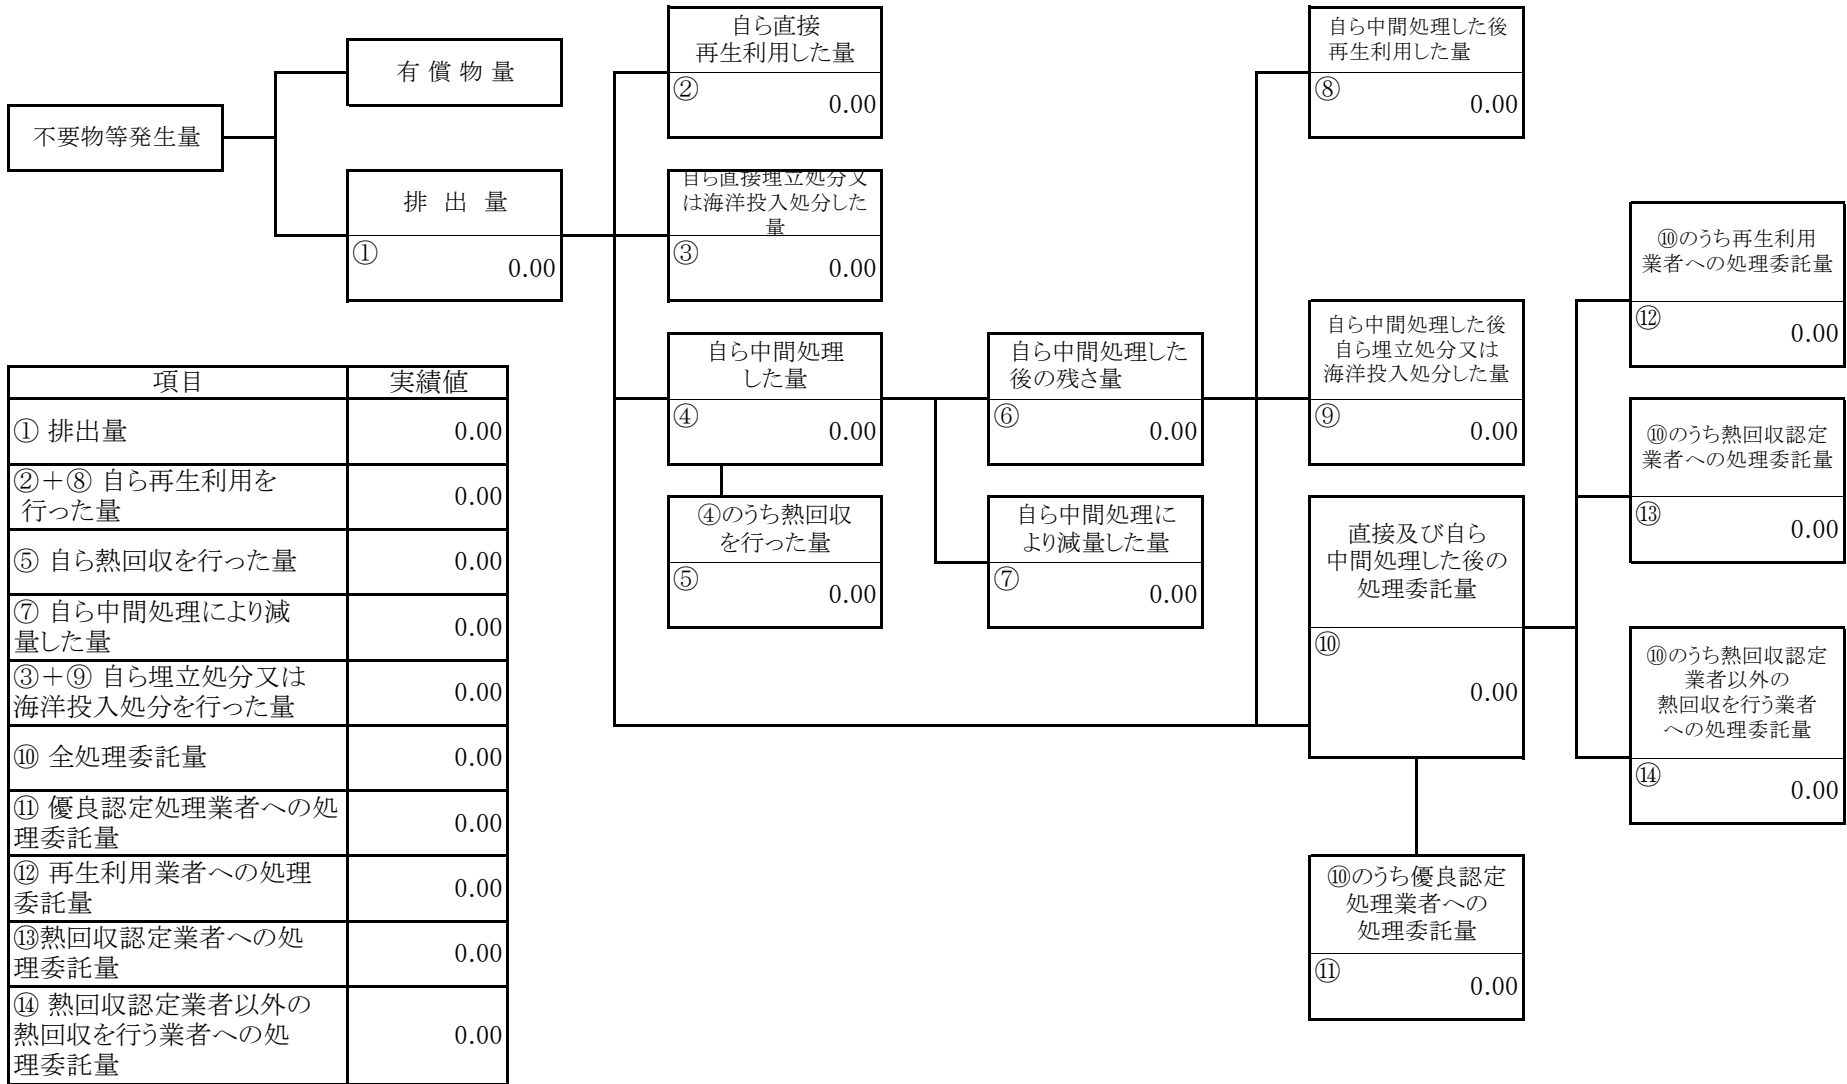 不要物等発生量
有 償 物 量
排 出 量
①
0.00
自ら直接
再生利用した量
②
0.00
自ら直接埋立処分又
は海洋投入処分した
量
③
0.00
自ら中間処理
した量
④
0.00
④のうち熱回収
を行った量
⑤
0.00
自ら中間処理した
後の残さ量
⑥
0.00
自ら中間処理に
より減量した量
⑦
0.00
自ら中間処理した後
再生利用した量
⑧
0.00
自ら中間処理した後
自ら埋立処分又は
海洋投入処分した量
⑨
0.00
直接及び自ら
中間処理した後の
処理委託量
⑩
0.00
⑩のうち優良認定
処理業者への
処理委託量
⑪
0.00
⑩のうち再生利用
業者への処理委託量
⑫
0.00
⑩のうち熱回収認定
業者への処理委託量
⑬
0.00
⑩のうち熱回収認定
業者以外の
熱回収を行う業者
への処理委託量
⑭
0.00
項目 実績値
① 排出量 0.00
②+⑧ 自ら再生利用を
行った量 0.00
⑤ 自ら熱回収を行った量 0.00
⑦ 自ら中間処理により減
量した量 0.00
③+⑨ 自ら埋立処分又は
海洋投入処分を行った量 0.00
⑩ 全処理委託量 0.00
⑪ 優良認定処理業者への処
理委託量 0.00
⑫ 再生利用業者への処理
委託量 0.00
⑬熱回収認定業者への処
理委託量 0.00
⑭ 熱回収認定業者以外の
熱回収を行う業者への処
理委託量 0.00